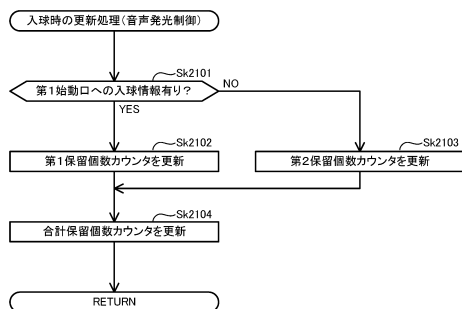 入球時の更新処理(音声発光制御)
Sk2101
第1始動口への入球情報有り?
NO
YES
Sk2102
第1保留個数カウンタを更新
Sk2103
第2保留個数カウンタを更新
Sk2104
合計保留個数カウンタを更新
RETURN